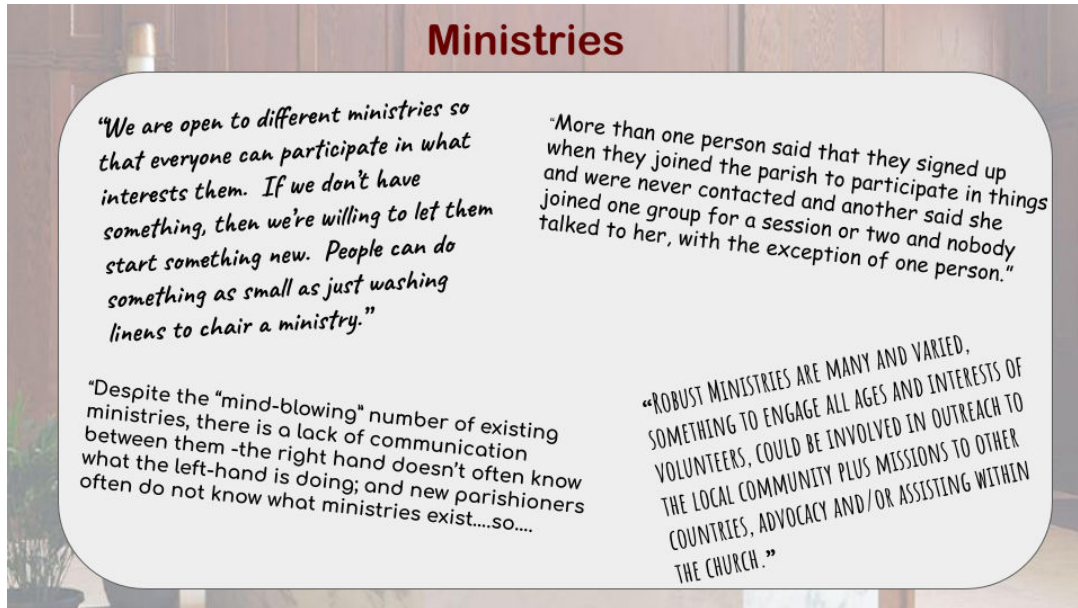 Ministries
“We are open to different ministries so
that everyone can participate in what
interests them. If we don’t have
something, then we’re willing to let them
start something new. People can do
something as small as just washing
linens to chair a ministry.”
“More than one person said that they signed up
when they joined the parish to participate in things
and were never contacted and another said she
joined one group for a session or two and nobody
talked to her, with the exception of one person.”
“Despite the “mind-blowing” number of existing
ministries, there is a lack of communication
between them -the right hand doesn’t often know
what the left-hand is doing; and new parishioners
often do not know what ministries exist....so....
“Robust Ministries are many and varied,
something to engage all ages and interests of
volunteers, could be involved in outreach to
the local community plus missions to other
countries, advocacy and/or assisting within
the church.”